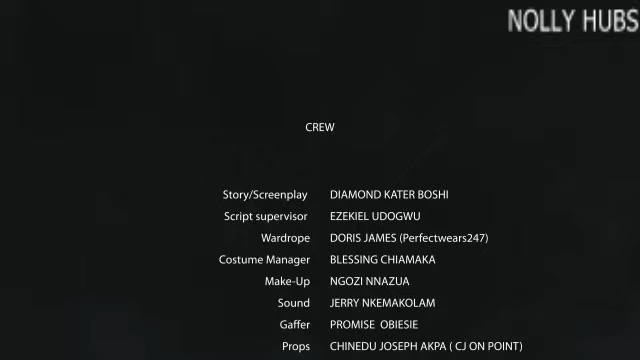 NOLLY HUBS
CREW
Story/Screenplay DIAMOND KATER BOSHI
Script supervisor EZEKIEL UDOGWU
Wardrope DORIS JAMES (Perfectwears247)
Costume Manager BLESSING CHIAMAKA
Make-Up NGOZI NNAZUA
Sound JERRY NKEMAKOLAM
Gaffer PROMISE OBIESIE
Props CHINEDU JOSEPH AKPA ( CJ ON POINT)